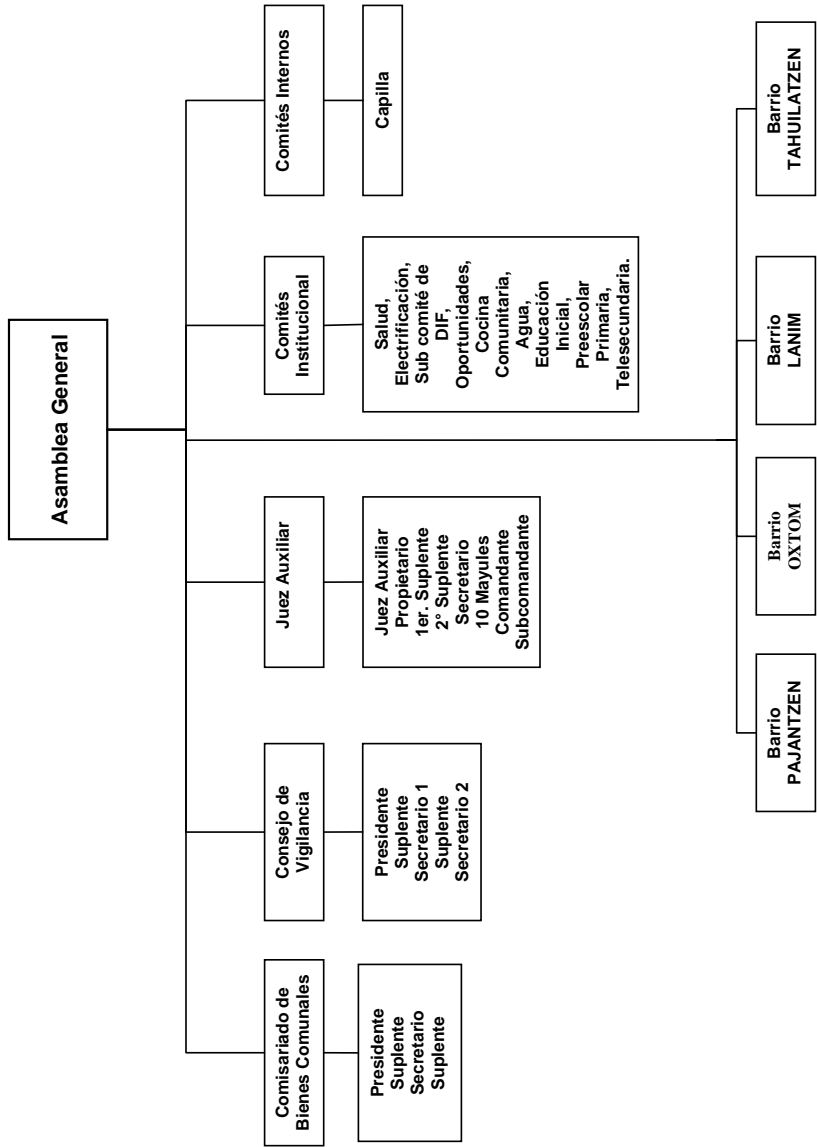 Asamblea General
Comisariado de
Bienes Comunales
Consejo de
Vigilancia
Juez Auxiliar
Comités
Institucional
Comités Internos
Presidente
Suplente
Secretario
Suplente
Presidente
Suplente
Secretario 1
Suplente
Secretario 2
Juez Auxiliar
Propietario
1er. Suplente
2° Suplente
Secretario
10 Mayules
Comandante
Subcomandante
Salud,
Electrificación,
Sub comité de
DIF,
Oportunidades,
Cocina
Comunitaria,
Agua,
Educación
Inicial,
Preescolar
Primaria,
Telesecundaria.
Capilla
Barrio
PAJANTZEN
Barrio
OXTOM
Barrio
LANIM
Barrio
TAHUILATZEN